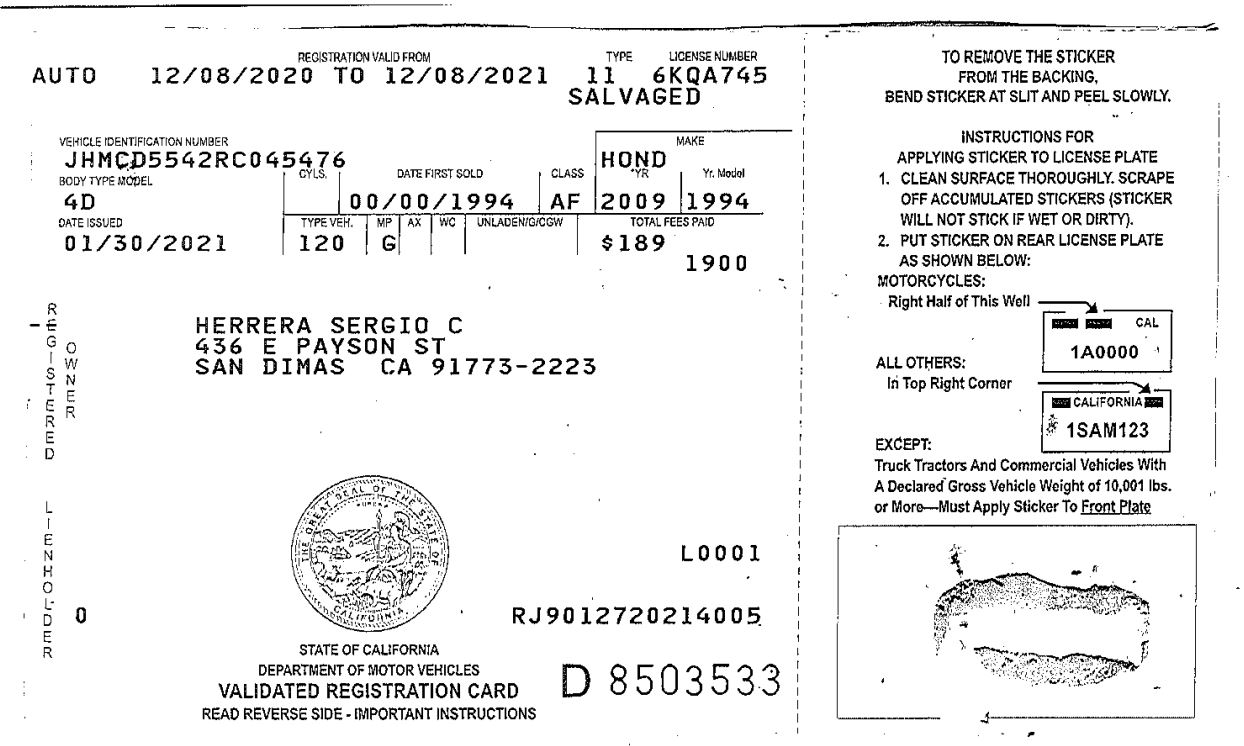 REGISTRATION VALID FROM TYPE LICENSE NUMBER
AUTO 12/08/2020 TO 12/08/2021 11 6KQA745
SALVAGED
VEHICLE IDENTIFICATION NUMBER MAKE
JHMCD5542RC045476 HOND
BODY TYPE MODEL CYLS. DATE FIRST SOLD CLASS *YR Yr. Model
4D 00/00/1994 AF 2009 1994
DATE ISSUED TYPE VEH. MP AX WC UNLADEN/G/CGW TOTAL FEES PAID
01/30/2021 120 G $189
1900
REGISTERED OWNER
HERRERA SERGIO C
436 E PAYSON ST
SAN DIMAS CA 91773-2223
LIENHOLDER
L0001
0 RJ9012720214005
THE GREAT SEAL OF THE STATE OF CALIFORNIA
STATE OF CALIFORNIA
DEPARTMENT OF MOTOR VEHICLES
VALIDATED REGISTRATION CARD D 8503533
READ REVERSE SIDE - IMPORTANT INSTRUCTIONS
TO REMOVE THE STICKER
FROM THE BACKING,
BEND STICKER AT SLIT AND PEEL SLOWLY.
INSTRUCTIONS FOR
APPLYING STICKER TO LICENSE PLATE
1. CLEAN SURFACE THOROUGHLY. SCRAPE
OFF ACCUMULATED STICKERS (STICKER
WILL NOT STICK IF WET OR DIRTY).
2. PUT STICKER ON REAR LICENSE PLATE
AS SHOWN BELOW:
MOTORCYCLES:
Right Half of This Well
CAL
1A0000
ALL OTHERS:
In Top Right Corner
CALIFORNIA
1SAM123
EXCEPT:
Truck Tractors And Commercial Vehicles With
A Declared Gross Vehicle Weight of 10,001 lbs.
or More—Must Apply Sticker To Front Plate